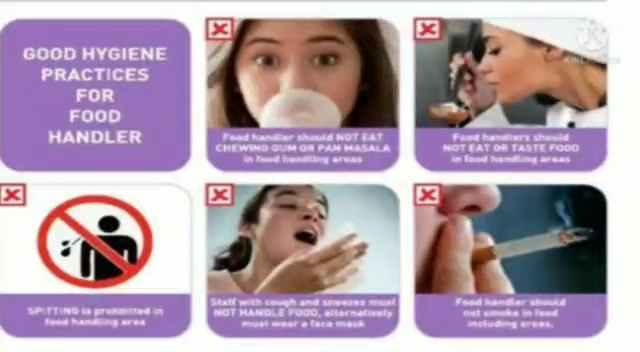 GOOD HYGIENE
PRACTICES
FOR
FOOD
HANDLER
Food handler should NOT EAT
CHEWING GUM OR PAN MASALA
in food handling areas
Food handlers should
NOT EAT OR TASTE FOOD
in food handling areas
SPITTING is prohibited in
food handling area
Staff with cough and sneezes must
NOT HANDLE FOOD, alternatively
must wear a face mask
Food handler should
not smoke in food
including areas.